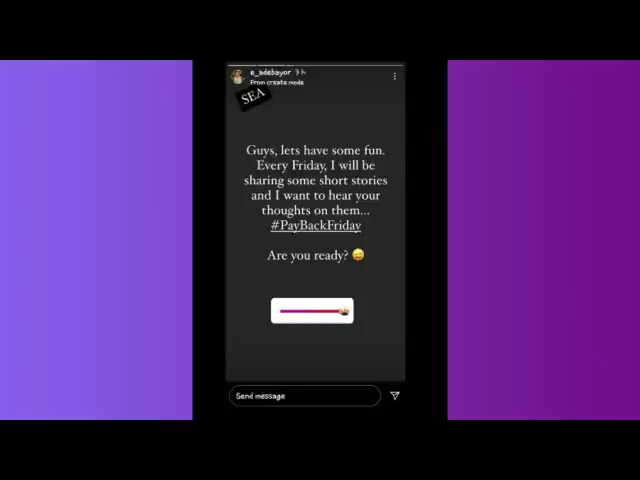 e_adebayor 3 h
From create mode
SEA
Guys, lets have some fun.
Every Friday, I will be
sharing some short stories
and I want to hear your
thoughts on them...
#PayBackFriday
Are you ready? 😄
Send message